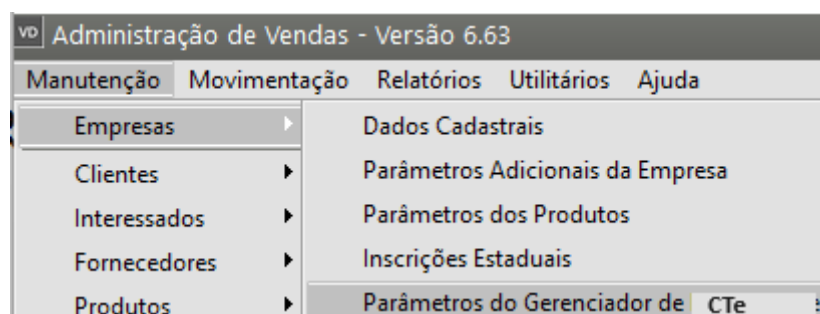 VD Administração de Vendas - Versão 6.63
Manutenção Movimentação Relatórios Utilitários Ajuda
Empresas
Clientes
Interessados
Fornecedores
Produtos
Dados Cadastrais
Parâmetros Adicionais da Empresa
Parâmetros dos Produtos
Inscrições Estaduais
Parâmetros do Gerenciador de CTe